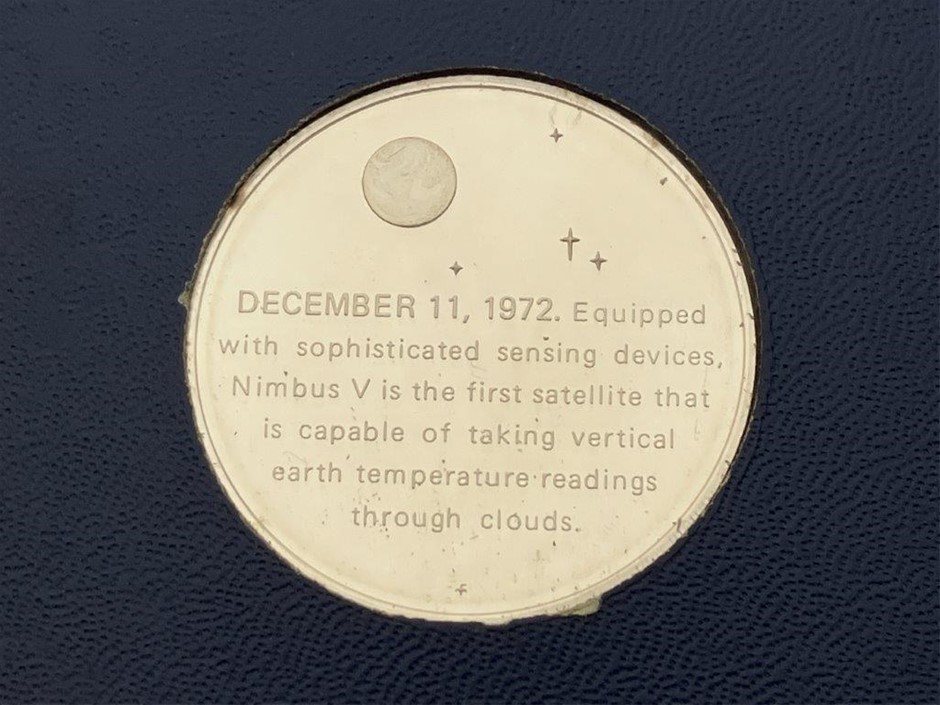 DECEMBER 11, 1972. Equipped
with sophisticated sensing devices,
Nimbus V is the first satellite that
is capable of taking vertical
earth temperature readings
through clouds.